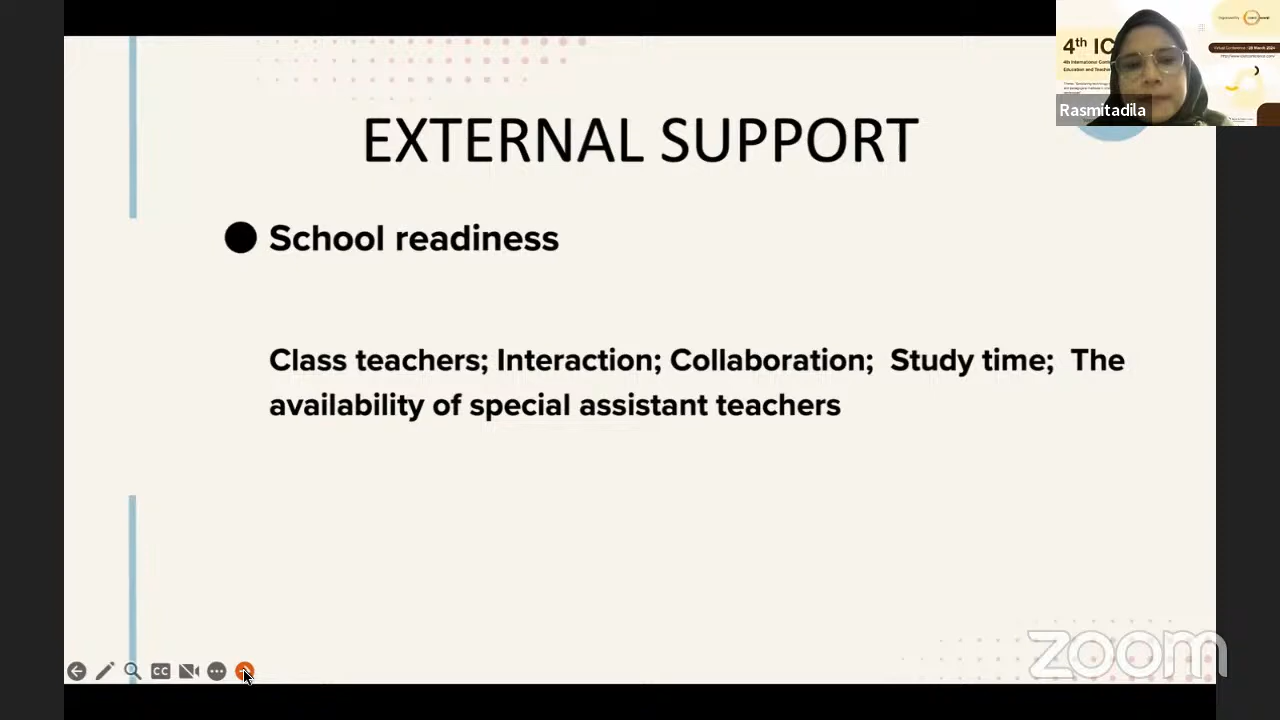 EXTERNAL SUPPORT
School readiness
Class teachers; Interaction; Collaboration; Study time; The
availability of special assistant teachers
4th IC
Rasmitadila
CC
zoom